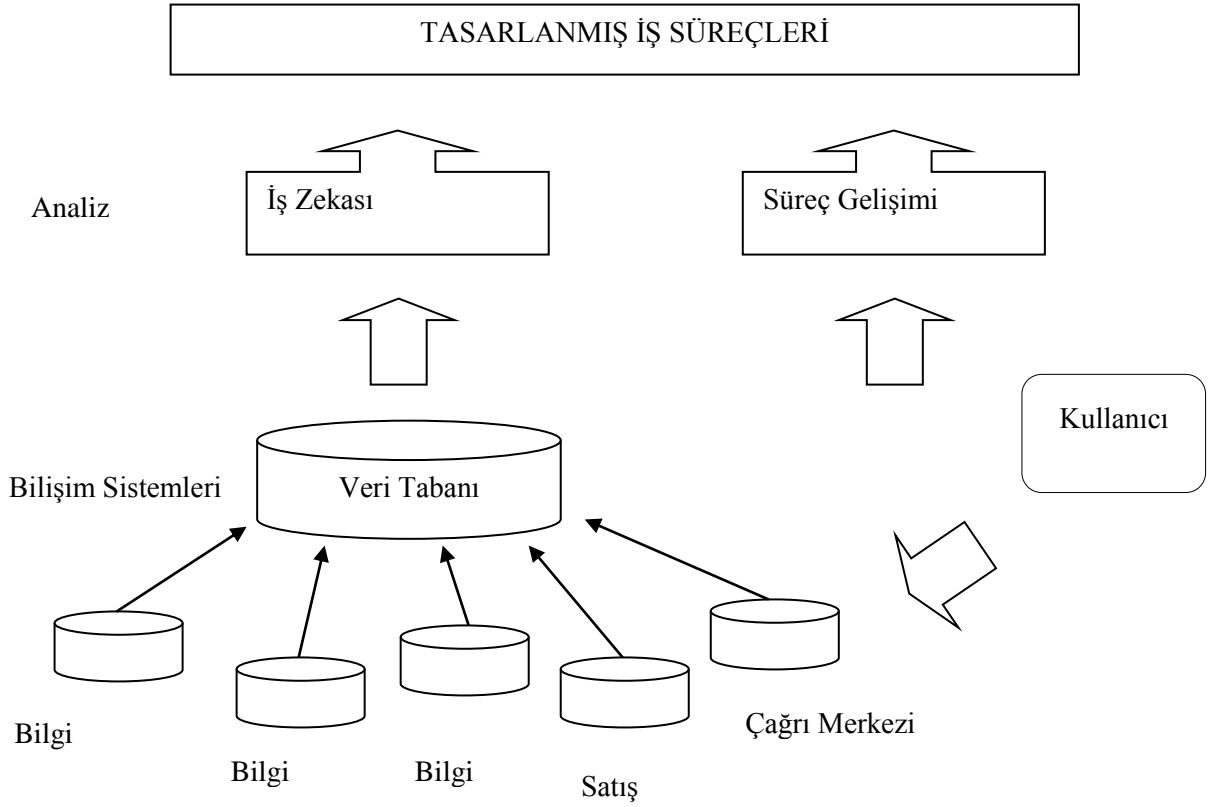 TASARLANMIŞ İŞ SÜREÇLERİ
Analiz
İş Zekası
Süreç Gelişimi
Kullanıcı
Bilişim Sistemleri
Veri Tabanı
Bilgi
Bilgi
Bilgi
Satış
Çağrı Merkezi